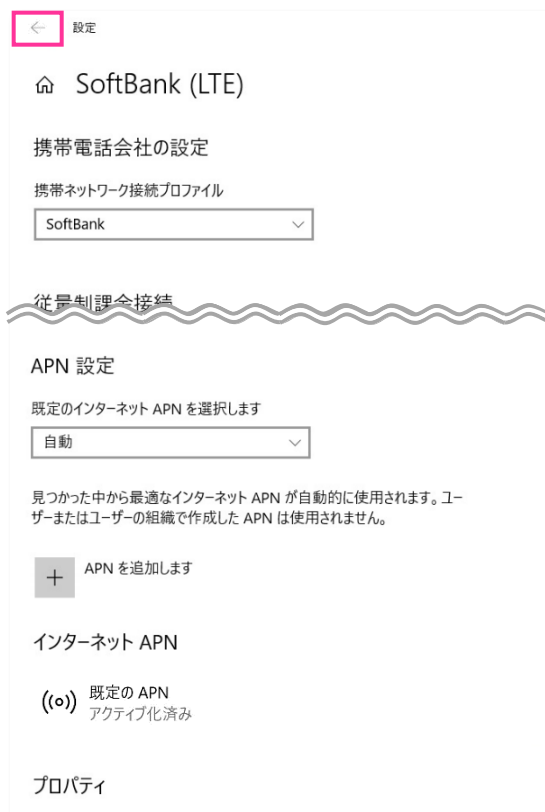 設定
SoftBank (LTE)
携帯電話会社の設定
携帯ネットワーク接続プロファイル
SoftBank
従量制課金接続
APN 設定
既定のインターネット APN を選択します
自動
見つかった中から最適なインターネット APN が自動的に使用されます。ユー
ザーまたはユーザーの組織で作成した APN は使用されません。
APN を追加します
インターネット APN
既定の APN
アクティブ化済み
プロパティ